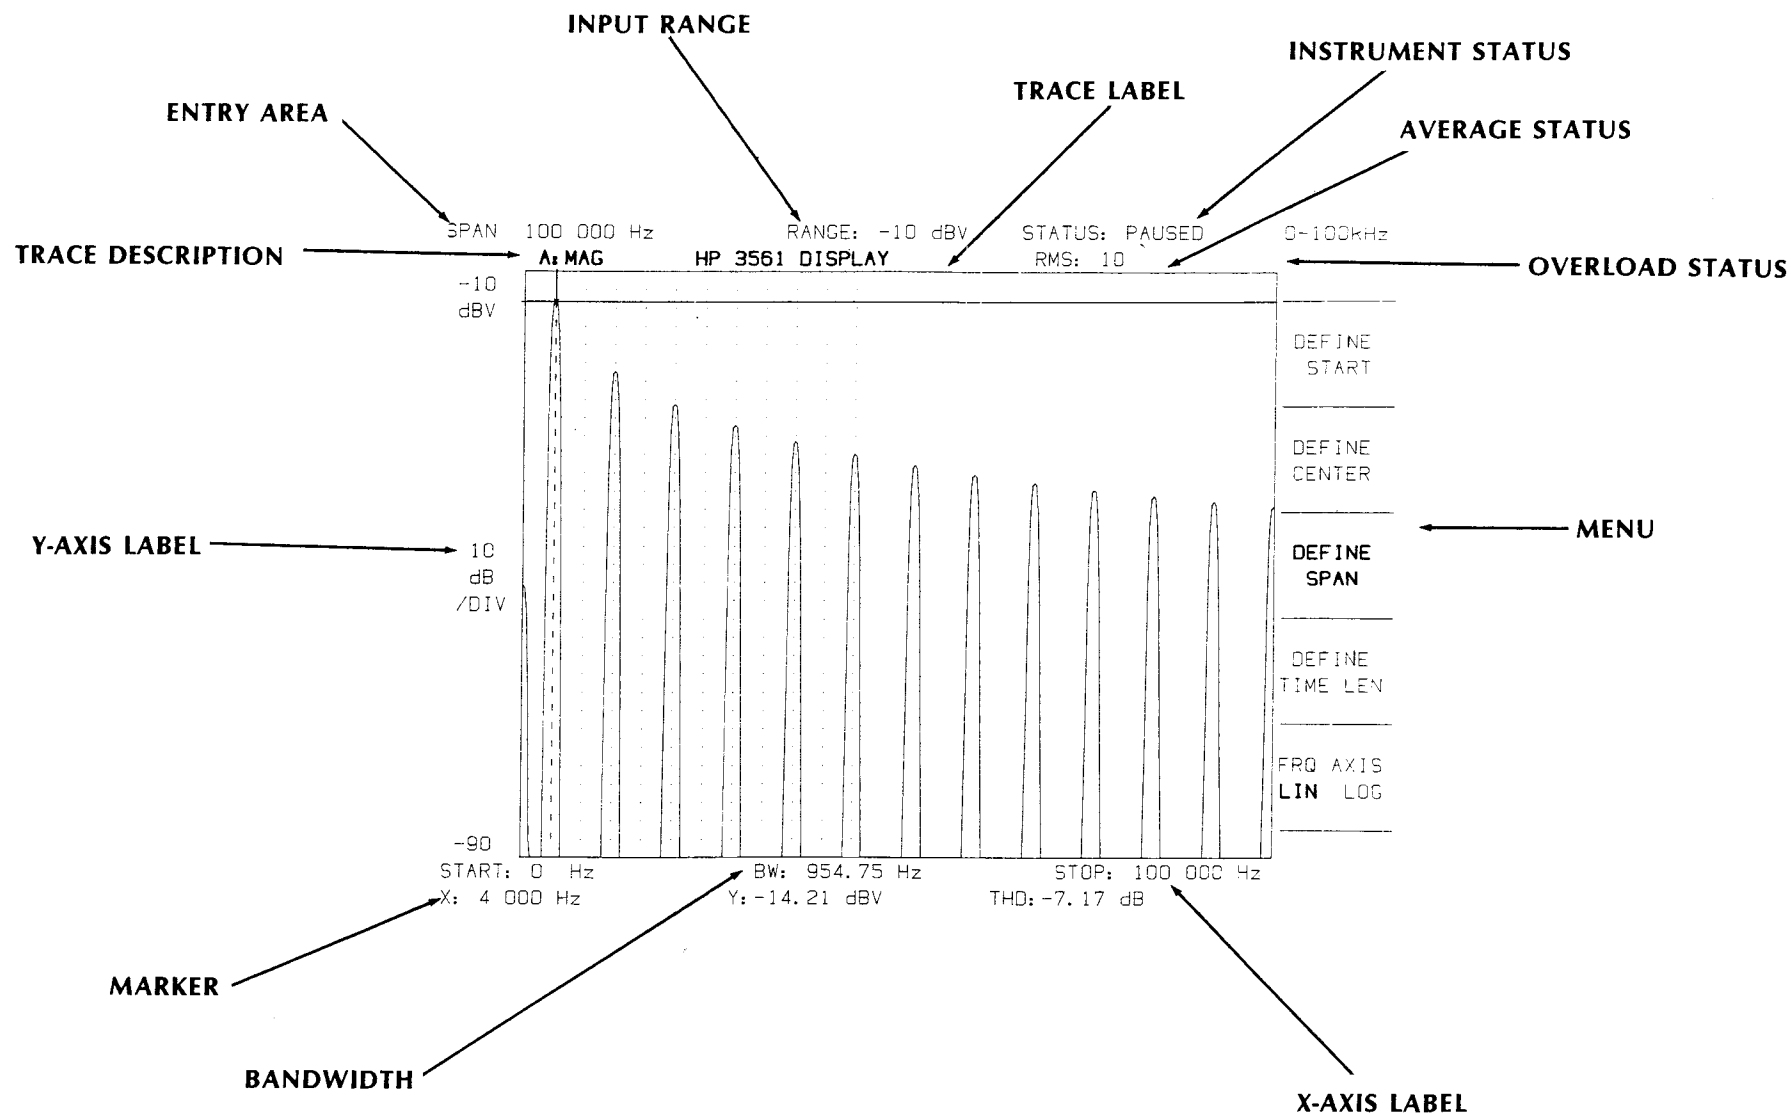 INPUT RANGE
INSTRUMENT STATUS
TRACE LABEL
ENTRY AREA
AVERAGE STATUS
SPAN 100 000 Hz RANGE: -10 dBV STATUS: PAUSED 0-100kHz
TRACE DESCRIPTION
A: MAG HP 3561 DISPLAY RMS: 10
OVERLOAD STATUS
-10
dBV
DEFINE
START
DEFINE
CENTER
MENU
Y-AXIS LABEL
10
dB
/DIV
DEFINE
SPAN
DEFINE
TIME LEN
FRQ AXIS
LIN LOG
-90
START: 0 Hz BW: 954.75 Hz STOP: 100 000 Hz
X: 4 000 Hz Y:-14.21 dBV THD:-7.17 dB
MARKER
BANDWIDTH
X-AXIS LABEL